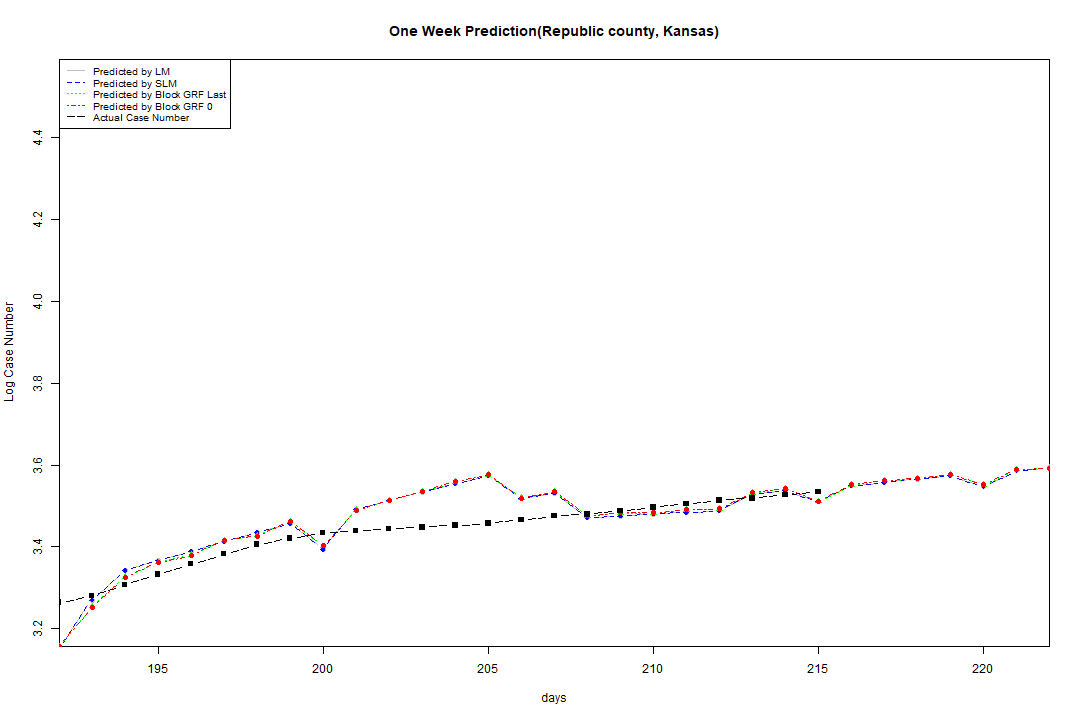 One Week Prediction(Republic county, Kansas)
Predicted by LM
Predicted by SLM
Predicted by Block GRF Last
Predicted by Block GRF 0
Actual Case Number
4.4
4.2
4.0
3.8
3.6
3.4
3.2
Log Case Number
195 200 205 210 215 220
days